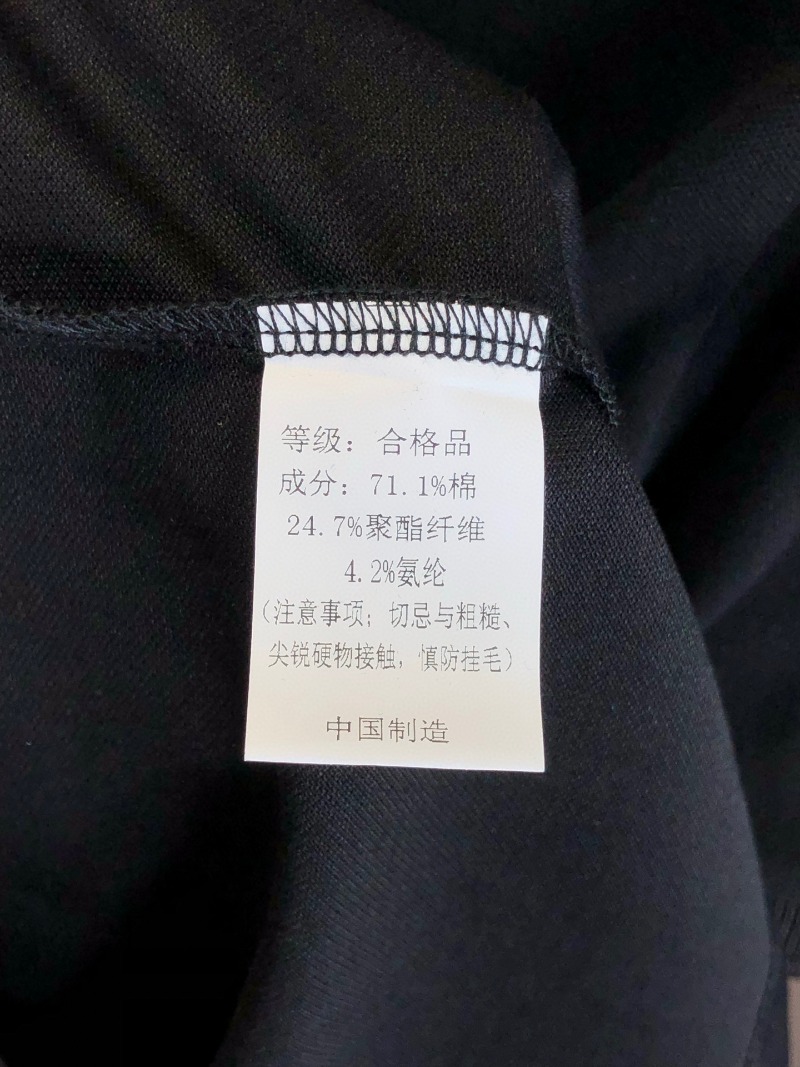 等级：合格品
成分：71.1%棉
24.7%聚酯纤维
4.2%氨纶
（注意事项；切忌与粗糙、
尖锐硬物接触，慎防挂毛）
中国制造